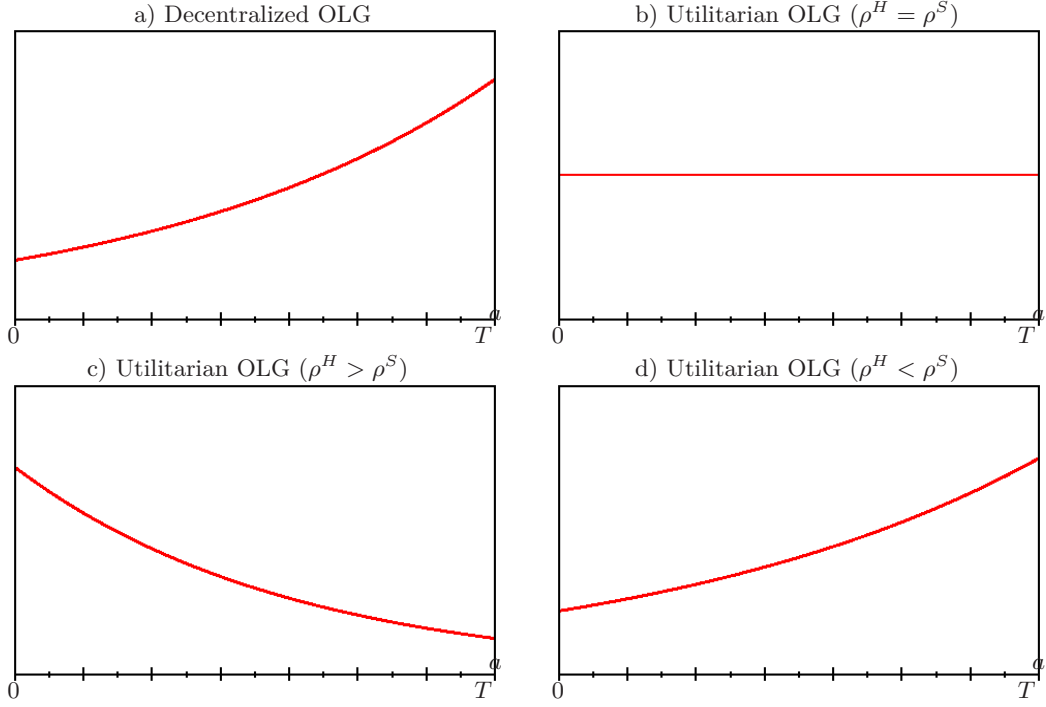 a) Decentralized OLG
b) Utilitarian OLG (ρ^H = ρ^S)
a
a
0
T
0
T
c) Utilitarian OLG (ρ^H > ρ^S)
d) Utilitarian OLG (ρ^H < ρ^S)
a
a
0
T
0
T